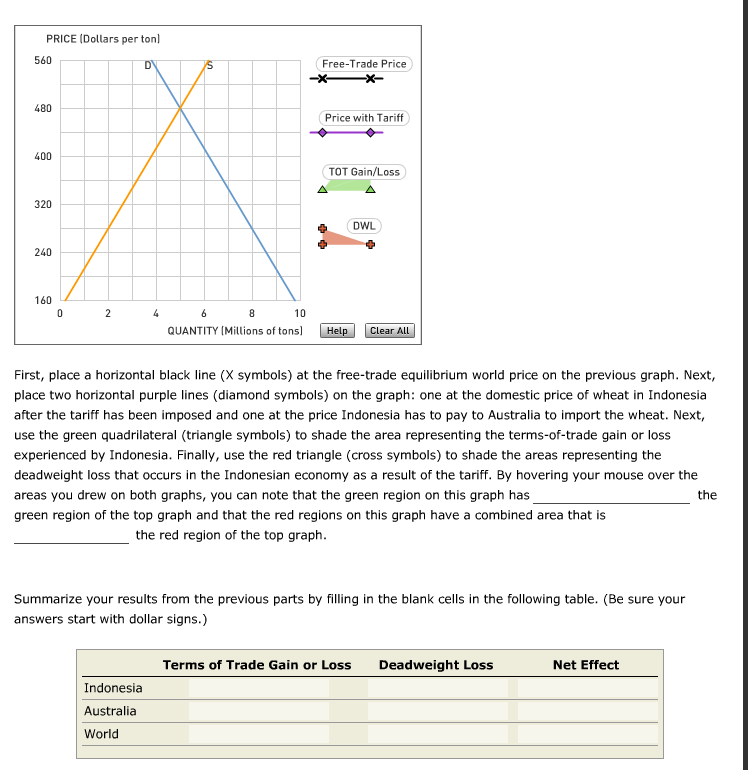 PRICE (Dollars per ton)
560
480
400
320
240
160
D
S
0 2 4 6 8 10
QUANTITY (Millions of tons)
Free-Trade Price
Price with Tariff
TOT Gain/Loss
DWL
Help
Clear All
First, place a horizontal black line (X symbols) at the free-trade equilibrium world price on the previous graph. Next,
place two horizontal purple lines (diamond symbols) on the graph: one at the domestic price of wheat in Indonesia
after the tariff has been imposed and one at the price Indonesia has to pay to Australia to import the wheat. Next,
use the green quadrilateral (triangle symbols) to shade the area representing the terms-of-trade gain or loss
experienced by Indonesia. Finally, use the red triangle (cross symbols) to shade the areas representing the
deadweight loss that occurs in the Indonesian economy as a result of the tariff. By hovering your mouse over the
areas you drew on both graphs, you can note that the green region on this graph has the
green region of the top graph and that the red regions on this graph have a combined area that is
the red region of the top graph.
Summarize your results from the previous parts by filling in the blank cells in the following table. (Be sure your
answers start with dollar signs.)
Terms of Trade Gain or Loss Deadweight Loss Net Effect
Indonesia
Australia
World